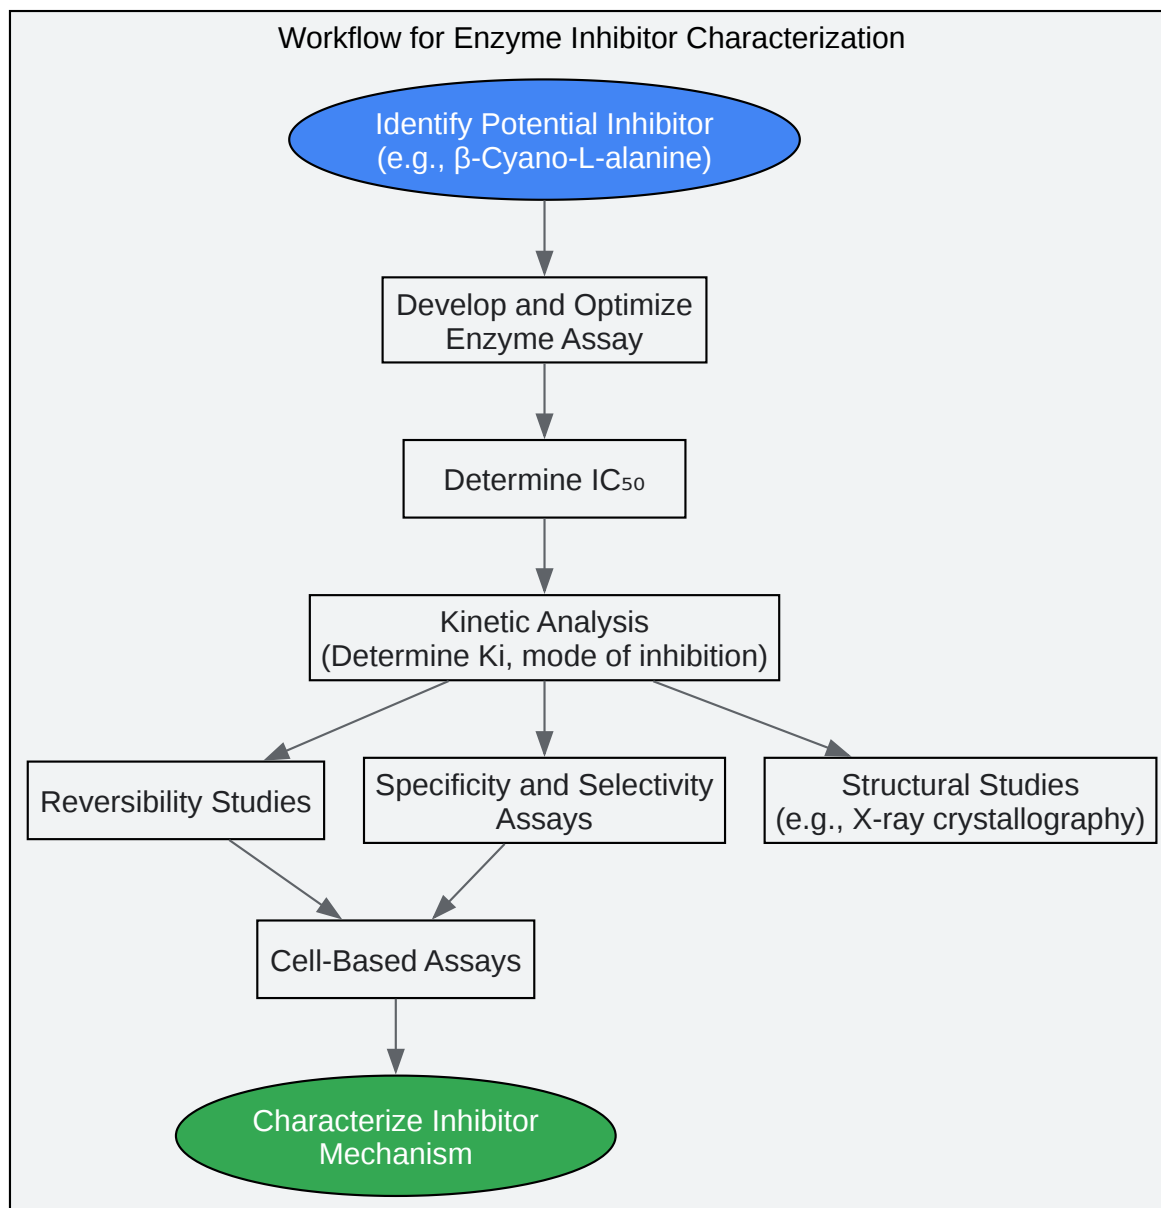 Workflow for Enzyme Inhibitor Characterization
Identify Potential Inhibitor
(e.g., β-Cyano-L-alanine)
Develop and Optimize
Enzyme Assay
Determine IC₅₀
Kinetic Analysis
(Determine Ki, mode of inhibition)
Reversibility Studies
Specificity and Selectivity
Assays
Structural Studies
(e.g., X-ray crystallography)
Cell-Based Assays
Characterize Inhibitor
Mechanism